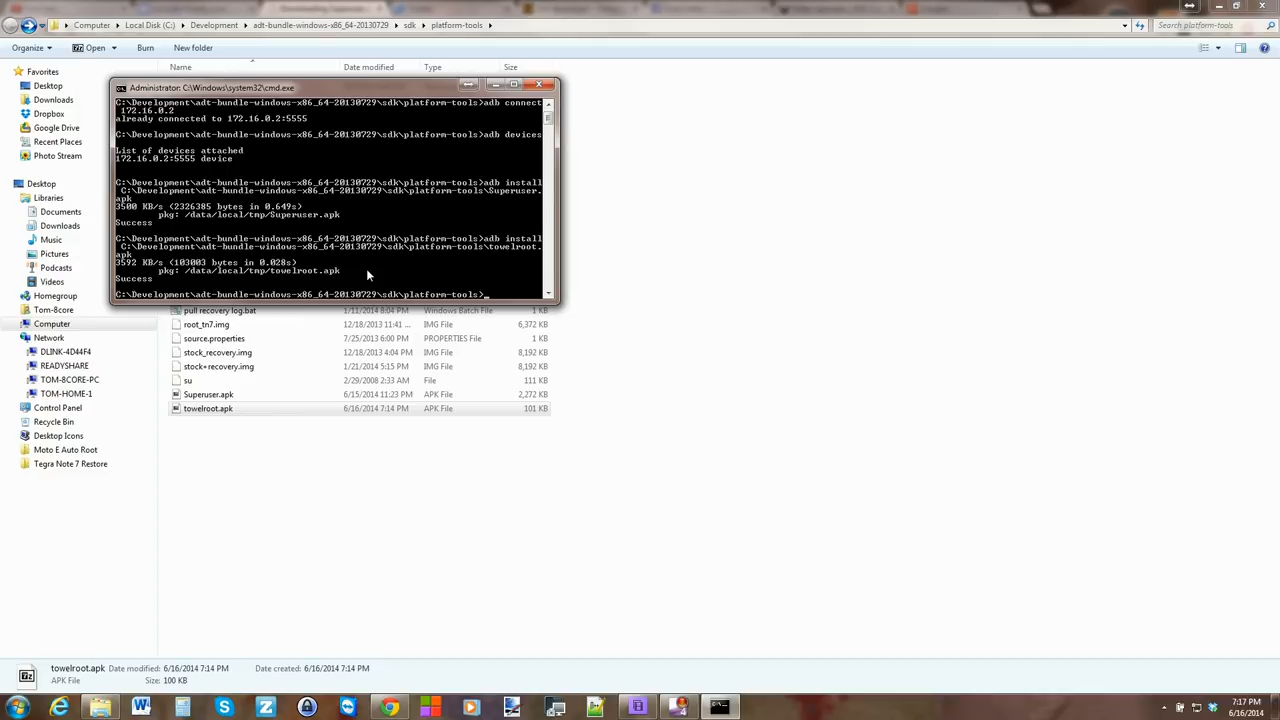 Computer ▸ Local Disk (C:) ▸ Development ▸ adt-bundle-windows-x86_64-20130729 ▸ sdk ▸ platform-tools ▸
Search platform-tools
Organize Open Burn New folder
Name Date modified Type Size
Favorites
Desktop
Downloads
Dropbox
Google Drive
Recent Places
Photo Stream
Desktop
Libraries
Documents
Downloads
Music
Pictures
Podcasts
Videos
Homegroup
Tom-8core
Computer
Network
DLINK-4D44F4
READYSHARE
TOM-8CORE-PC
TOM-HOME-1
Control Panel
Recycle Bin
Desktop Icons
Moto E Auto Root
Tegra Note 7 Restore
Administrator: C:\Windows\system32\cmd.exe
C:\Development\adt-bundle-windows-x86_64-20130729\sdk\platform-tools>adb connect
172.16.0.2
already connected to 172.16.0.2:5555
C:\Development\adt-bundle-windows-x86_64-20130729\sdk\platform-tools>adb devices
List of devices attached
172.16.0.2:5555 device
C:\Development\adt-bundle-windows-x86_64-20130729\sdk\platform-tools>adb install
C:\Development\adt-bundle-windows-x86_64-20130729\sdk\platform-tools\Superuser.
apk
3500 KB/s (2326385 bytes in 0.649s)
pkg: /data/local/tmp/Superuser.apk
Success
C:\Development\adt-bundle-windows-x86_64-20130729\sdk\platform-tools>adb install
C:\Development\adt-bundle-windows-x86_64-20130729\sdk\platform-tools\towelroot.
apk
3592 KB/s (103003 bytes in 0.028s)
pkg: /data/local/tmp/towelroot.apk
Success
C:\Development\adt-bundle-windows-x86_64-20130729\sdk\platform-tools>_
pull recovery log.bat 1/11/2014 8:04 PM Windows Batch File 1 KB
root_tn7.img 12/18/2013 11:41 ... IMG File 6,372 KB
source.properties 7/25/2013 6:00 PM PROPERTIES File 1 KB
stock_recovery.img 12/18/2013 4:04 PM IMG File 8,192 KB
stock+recovery.img 1/21/2014 5:15 PM IMG File 8,192 KB
su 2/29/2008 2:33 AM File 111 KB
Superuser.apk 6/15/2014 11:23 PM APK File 2,272 KB
towelroot.apk 6/16/2014 7:14 PM APK File 101 KB
towelroot.apk Date modified: 6/16/2014 7:14 PM Date created: 6/16/2014 7:14 PM
APK File Size: 100 KB
7:17 PM
6/16/2014